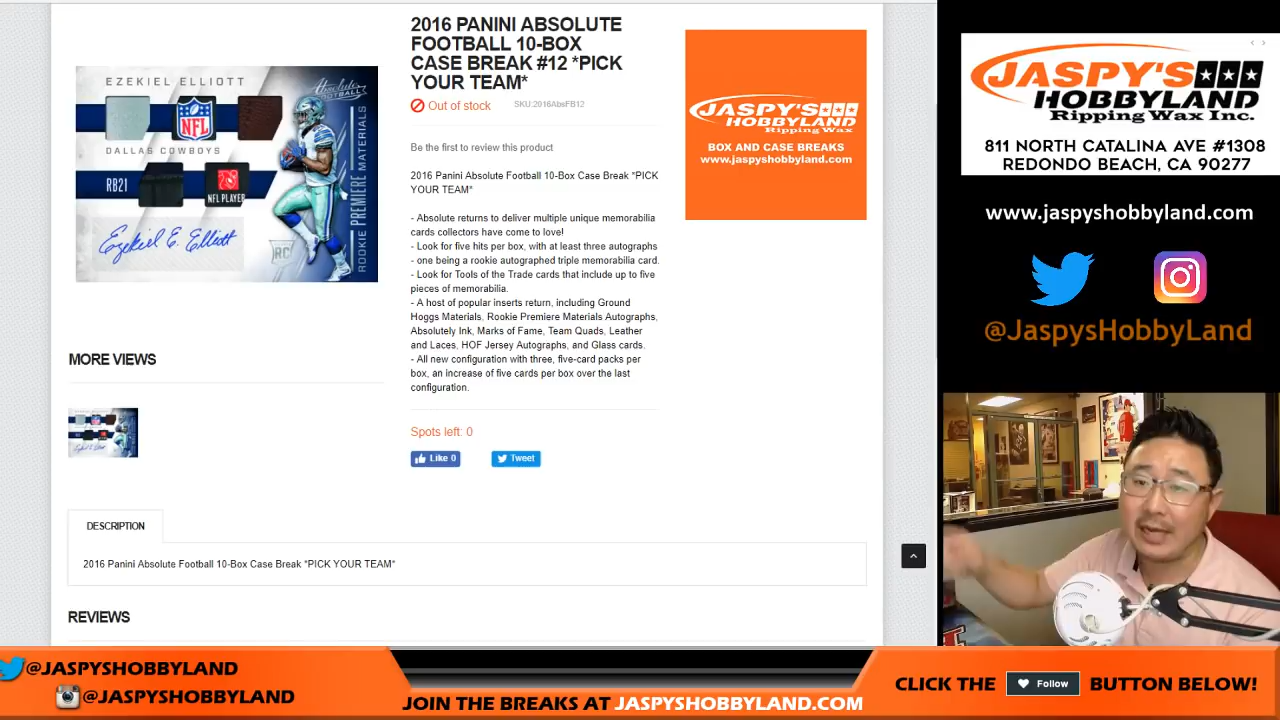 2016 PANINI ABSOLUTE
FOOTBALL 10-BOX
CASE BREAK #12 *PICK
YOUR TEAM*
Out of stock
SKU:2016AbsFB12
Be the first to review this product
2016 Panini Absolute Football 10-Box Case Break *PICK
YOUR TEAM*
- Absolute returns to deliver multiple unique memorabilia
cards collectors have come to love!
- Look for five hits per box, with at least three autographs
- one being a rookie autographed triple memorabilia card.
- Look for Tools of the Trade cards that include up to five
pieces of memorabilia.
- A host of popular inserts return, including Ground
Hoggs Materials, Rookie Premiere Materials Autographs,
Absolutely Ink, Marks of Fame, Team Quads, Leather
and Laces, HOF Jersey Autographs, and Glass cards.
- All new configuration with three, five-card packs per
box, an increase of five cards per box over the last
configuration.
Spots left: 0
Like 0
Tweet
EZEKIEL ELLIOTT
Absolute
FOOTBALL
NFL
DALLAS COWBOYS
RB21
NFL PLAYER
Ezekiel E. Elliott
RC
ROOKIE PREMIERE MATERIALS
MORE VIEWS
JASPY'S
HOBBYLAND
Ripping Wax
BOX AND CASE BREAKS
www.jaspyshobbyland.com
DESCRIPTION
2016 Panini Absolute Football 10-Box Case Break *PICK YOUR TEAM*
REVIEWS
JASPY'S
HOBBYLAND
Ripping Wax Inc.
811 NORTH CATALINA AVE #1308
REDONDO BEACH, CA 90277
www.jaspyshobbyland.com
@JaspysHobbyLand
@JASPYSHOBBYLAND
@JASPYSHOBBYLAND
JOIN THE BREAKS AT JASPYSHOBBYLAND.COM
CLICK THE Follow BUTTON BELOW!